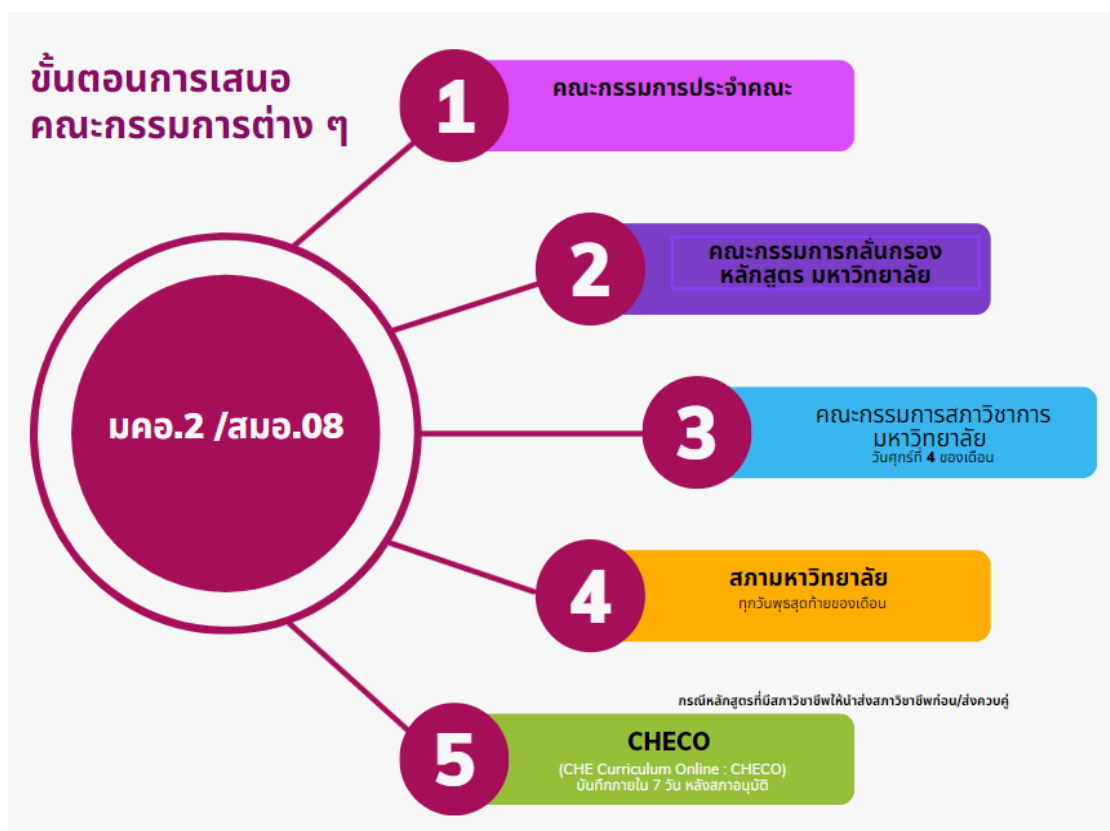 ขั้นตอนการเสนอ
คณะกรรมการต่าง ๆ
1
คณะกรรมการประจำคณะ
2
คณะกรรมการกลั่นกรอง
หลักสูตร มหาวิทยาลัย
มคอ.2 /สมอ.08
3
คณะกรรมการสภาวิชาการ
มหาวิทยาลัย
วันศุกร์ที่ 4 ของเดือน
4
สภามหาวิทยาลัย
ทุกวันพุธสุดท้ายของเดือน
กรณีหลักสูตรที่มีสภาวิชาชีพให้นำส่งสภาวิชาชีพก่อน/ส่งควบคู่
5
CHECO
(CHE Curriculum Online : CHECO)
บันทึกภายใน 7 วัน หลังสภาอนุมัติ